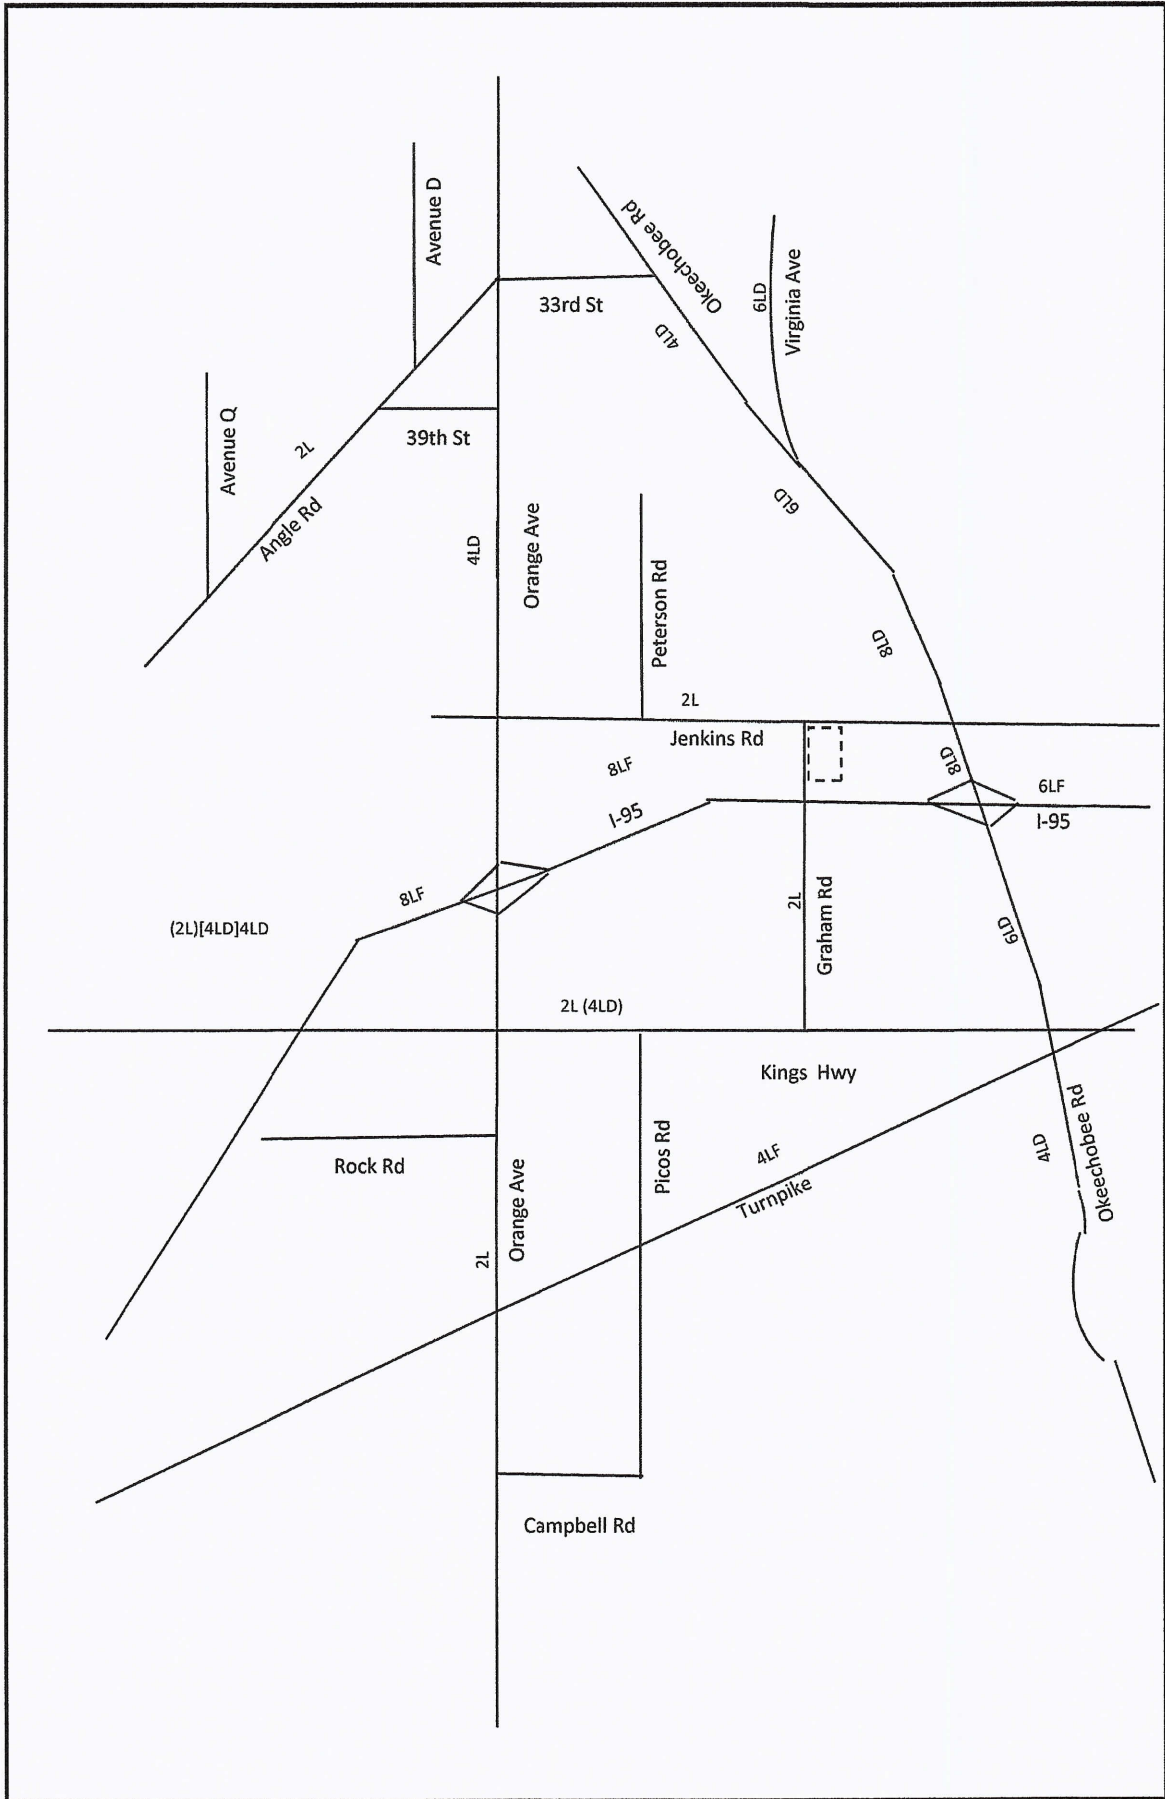 Avenue D
Okeechobee Rd
6LD
Virginia Ave
33rd St
4LD
Avenue Q
2L
39th St
Angle Rd
4LD
Orange Ave
6LD
Peterson Rd
8LD
2L
Jenkins Rd
8LF
8LD
6LF
I-95
I-95
8LF
2L
Graham Rd
(2L)[4LD]4LD
6LD
2L (4LD)
Kings Hwy
Rock Rd
Orange Ave
2L
Picos Rd
4LF
Turnpike
4LD
Okeechobee Rd
Campbell Rd